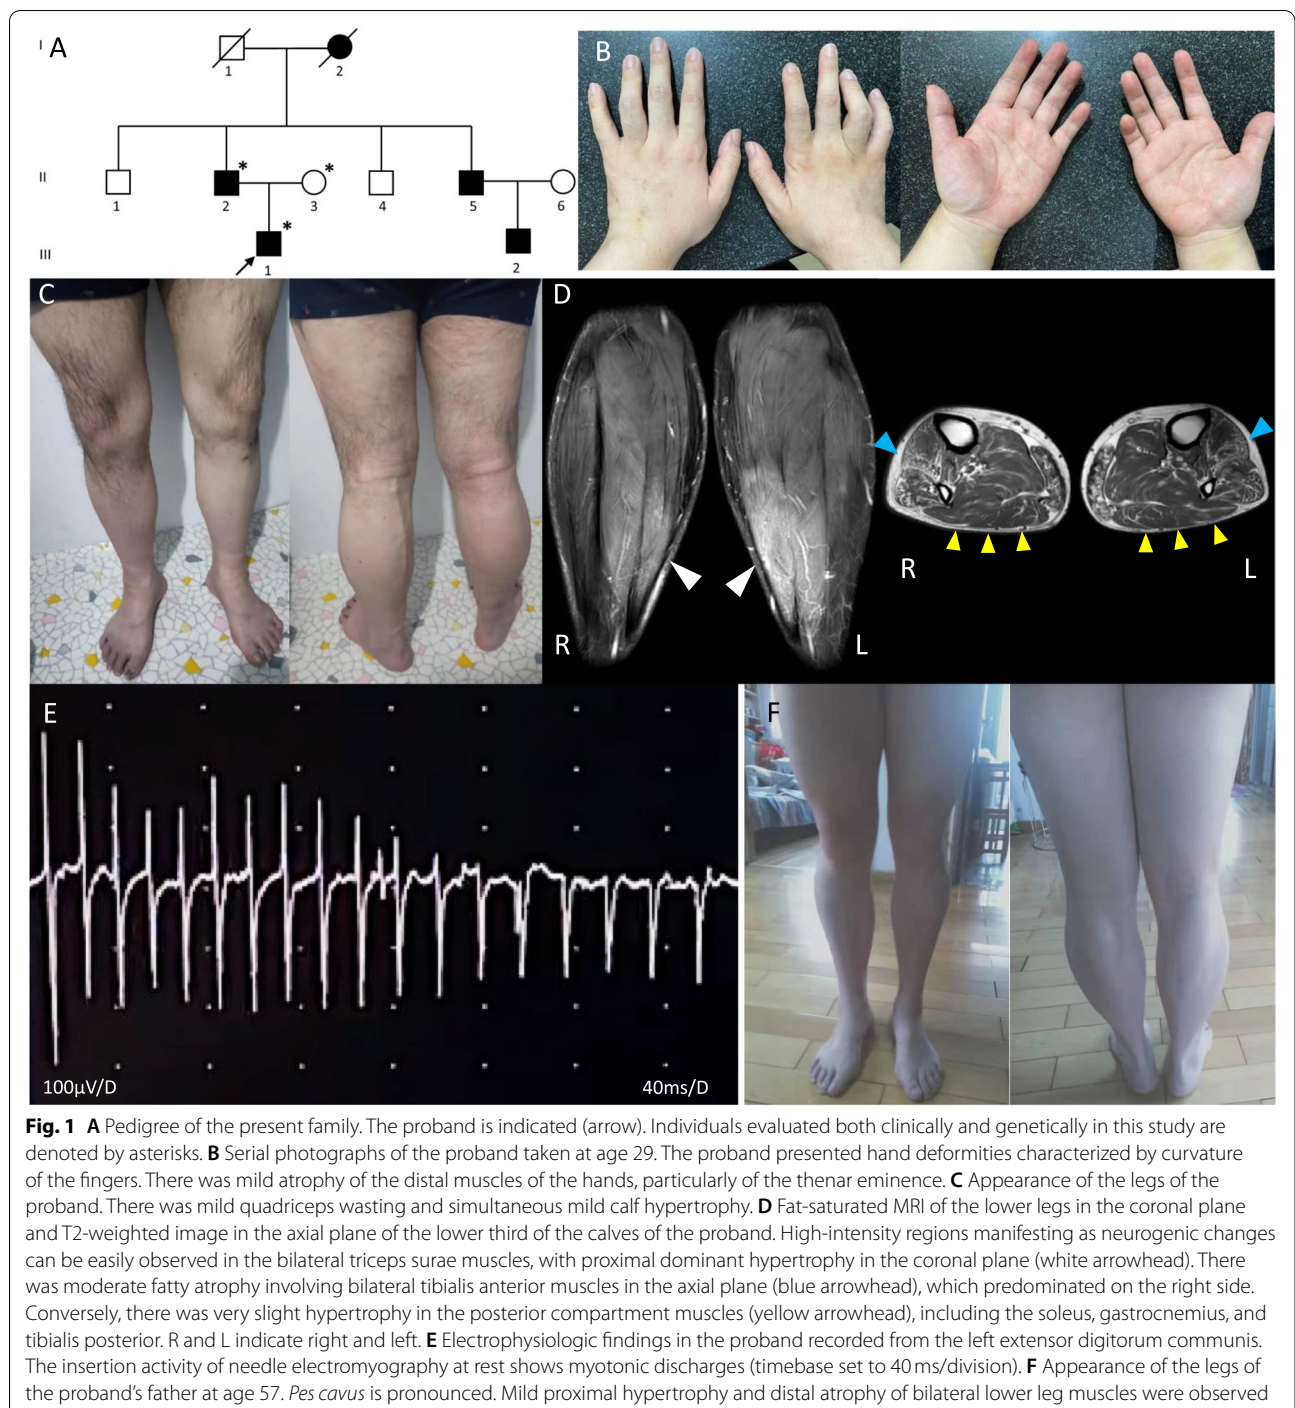 A
I
1
2
II
*
*
1
2
3
4
5
6
*
III
1
2
B
C
D
R
L
R
L
E
100µV/D
40ms/D
F
Fig. 1 A Pedigree of the present family. The proband is indicated (arrow). Individuals evaluated both clinically and genetically in this study are
denoted by asterisks. B Serial photographs of the proband taken at age 29. The proband presented hand deformities characterized by curvature
of the fingers. There was mild atrophy of the distal muscles of the hands, particularly of the thenar eminence. C Appearance of the legs of the
proband. There was mild quadriceps wasting and simultaneous mild calf hypertrophy. D Fat-saturated MRI of the lower legs in the coronal plane
and T2-weighted image in the axial plane of the lower third of the calves of the proband. High-intensity regions manifesting as neurogenic changes
can be easily observed in the bilateral triceps surae muscles, with proximal dominant hypertrophy in the coronal plane (white arrowhead). There
was moderate fatty atrophy involving bilateral tibialis anterior muscles in the axial plane (blue arrowhead), which predominated on the right side.
Conversely, there was very slight hypertrophy in the posterior compartment muscles (yellow arrowhead), including the soleus, gastrocnemius, and
tibialis posterior. R and L indicate right and left. E Electrophysiologic findings in the proband recorded from the left extensor digitorum communis.
The insertion activity of needle electromyography at rest shows myotonic discharges (timebase set to 40 ms/division). F Appearance of the legs of
the proband's father at age 57. Pes cavus is pronounced. Mild proximal hypertrophy and distal atrophy of bilateral lower leg muscles were observed